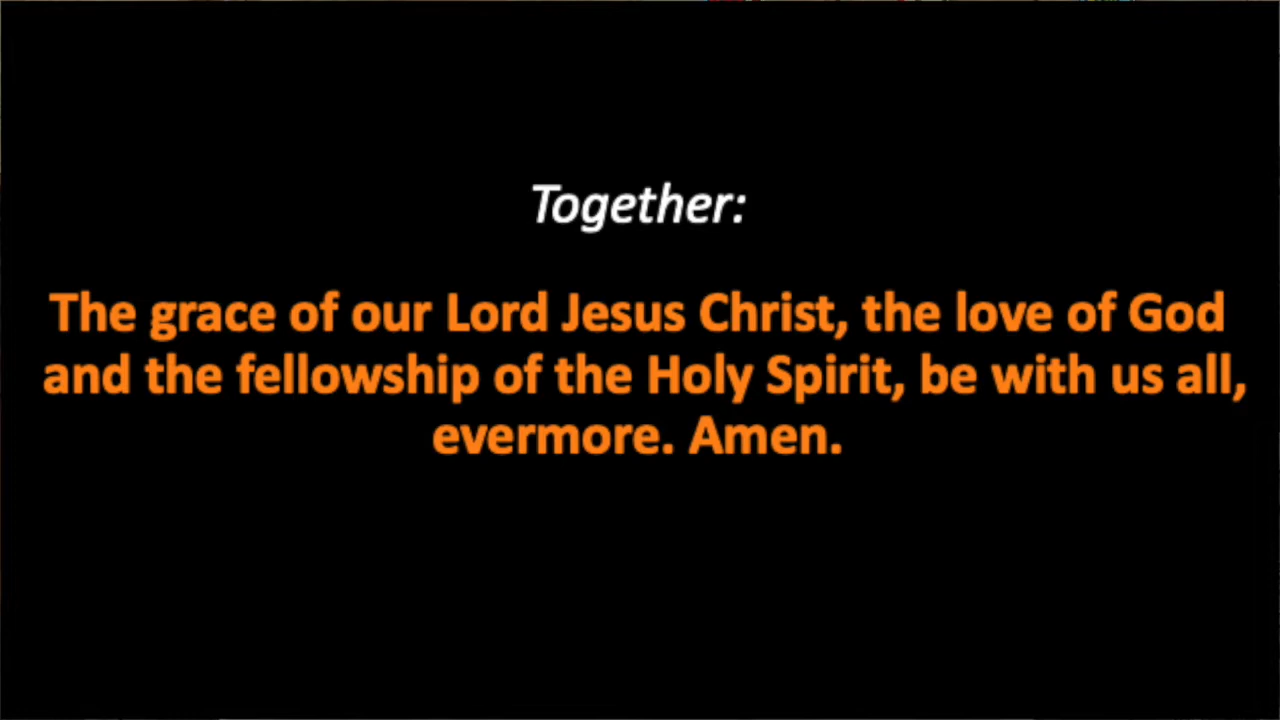 Together:
The grace of our Lord Jesus Christ, the love of God
and the fellowship of the Holy Spirit, be with us all,
evermore. Amen.